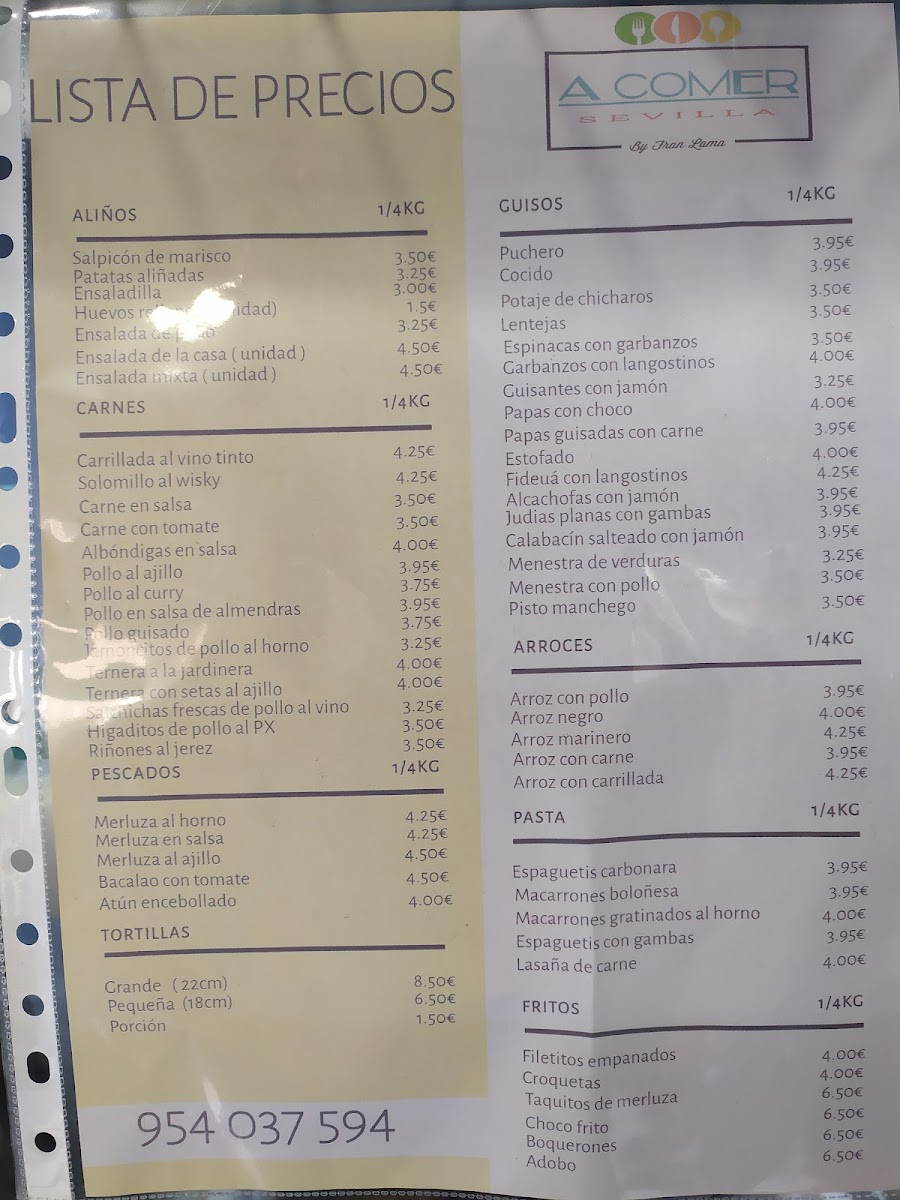 LISTA DE PRECIOS
ALIÑOS 1/4KG
Salpicón de marisco 3.50€
Patatas aliñadas 3.25€
Ensaladilla 3.00€
Huevos 1.5€
Ensalada de 3.25€
Ensalada de la casa ( unidad ) 4.50€
Ensalada mixta ( unidad ) 4.50€
CARNES 1/4KG
Carrillada al vino tinto 4.25€
Solomillo al wisky 4.25€
Carne en salsa 3.50€
Carne con tomate 3.50€
Albóndigas en salsa 4.00€
Pollo al ajillo 3.95€
Pollo al curry 3.75€
Pollo en salsa de almendras 3.95€
Pollo guisado 3.75€
Jamoncitos de pollo al horno 3.25€
Ternera a la jardinera 4.00€
Ternera con setas al ajillo 4.00€
Salchichas frescas de pollo al vino 3.25€
Higaditos de pollo al PX 3.50€
Riñones al jerez 3.50€
PESCADOS 1/4KG
Merluza al horno 4.25€
Merluza en salsa 4.25€
Merluza al ajillo 4.50€
Bacalao con tomate 4.50€
Atún encebollado 4.00€
TORTILLAS
Grande ( 22cm) 8.50€
Pequeña (18cm) 6.50€
Porción 1.50€
954 037 594
A COMER
SEVILLA
By Fran Lama
GUISOS 1/4KG
Puchero 3.95€
Cocido 3.95€
Potaje de chicharos 3.50€
Lentejas 3.50€
Espinacas con garbanzos 3.50€
Garbanzos con langostinos 4.00€
Guisantes con jamón 3.25€
Papas con choco 4.00€
Papas guisadas con carne 3.95€
Estofado 4.00€
Fideuá con langostinos 4.25€
Alcachofas con jamón 3.95€
Judias planas con gambas 3.95€
Calabacín salteado con jamón 3.95€
Menestra de verduras 3.25€
Menestra con pollo 3.50€
Pisto manchego 3.50€
ARROCES 1/4KG
Arroz con pollo 3.95€
Arroz negro 4.00€
Arroz marinero 4.25€
Arroz con carne 3.95€
Arroz con carrillada 4.25€
PASTA 1/4KG
Espaguetis carbonara 3.95€
Macarrones boloñesa 3.95€
Macarrones gratinados al horno 4.00€
Espaguetis con gambas 3.95€
Lasaña de carne 4.00€
FRITOS 1/4KG
Filetitos empanados 4.00€
Croquetas 4.00€
Taquitos de merluza 6.50€
Choco frito 6.50€
Boquerones 6.50€
Adobo 6.50€